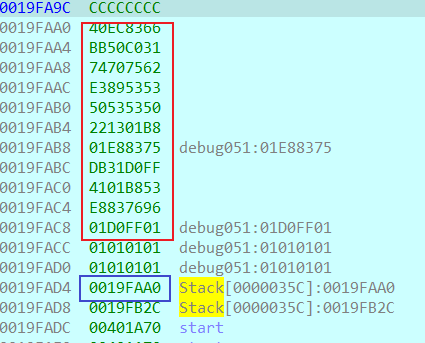 0019FA9C CCCCCCCC
0019FAA0 40EC8366
0019FAA4 BB50C031
0019FAA8 74707562
0019FAAC E3895353
0019FAB0 50535350
0019FAB4 221301B8
0019FAB8 01E88375 debug051:01E88375
0019FABC DB31D0FF
0019FAC0 4101B853
0019FAC4 E8837696
0019FAC8 01D0FF01 debug051:01D0FF01
0019FACC 01010101 debug051:01010101
0019FAD0 01010101 debug051:01010101
0019FAD4 0019FAA0 Stack[0000035C]:0019FAA0
0019FAD8 0019FB2C Stack[0000035C]:0019FB2C
0019FADC 00401A70 start